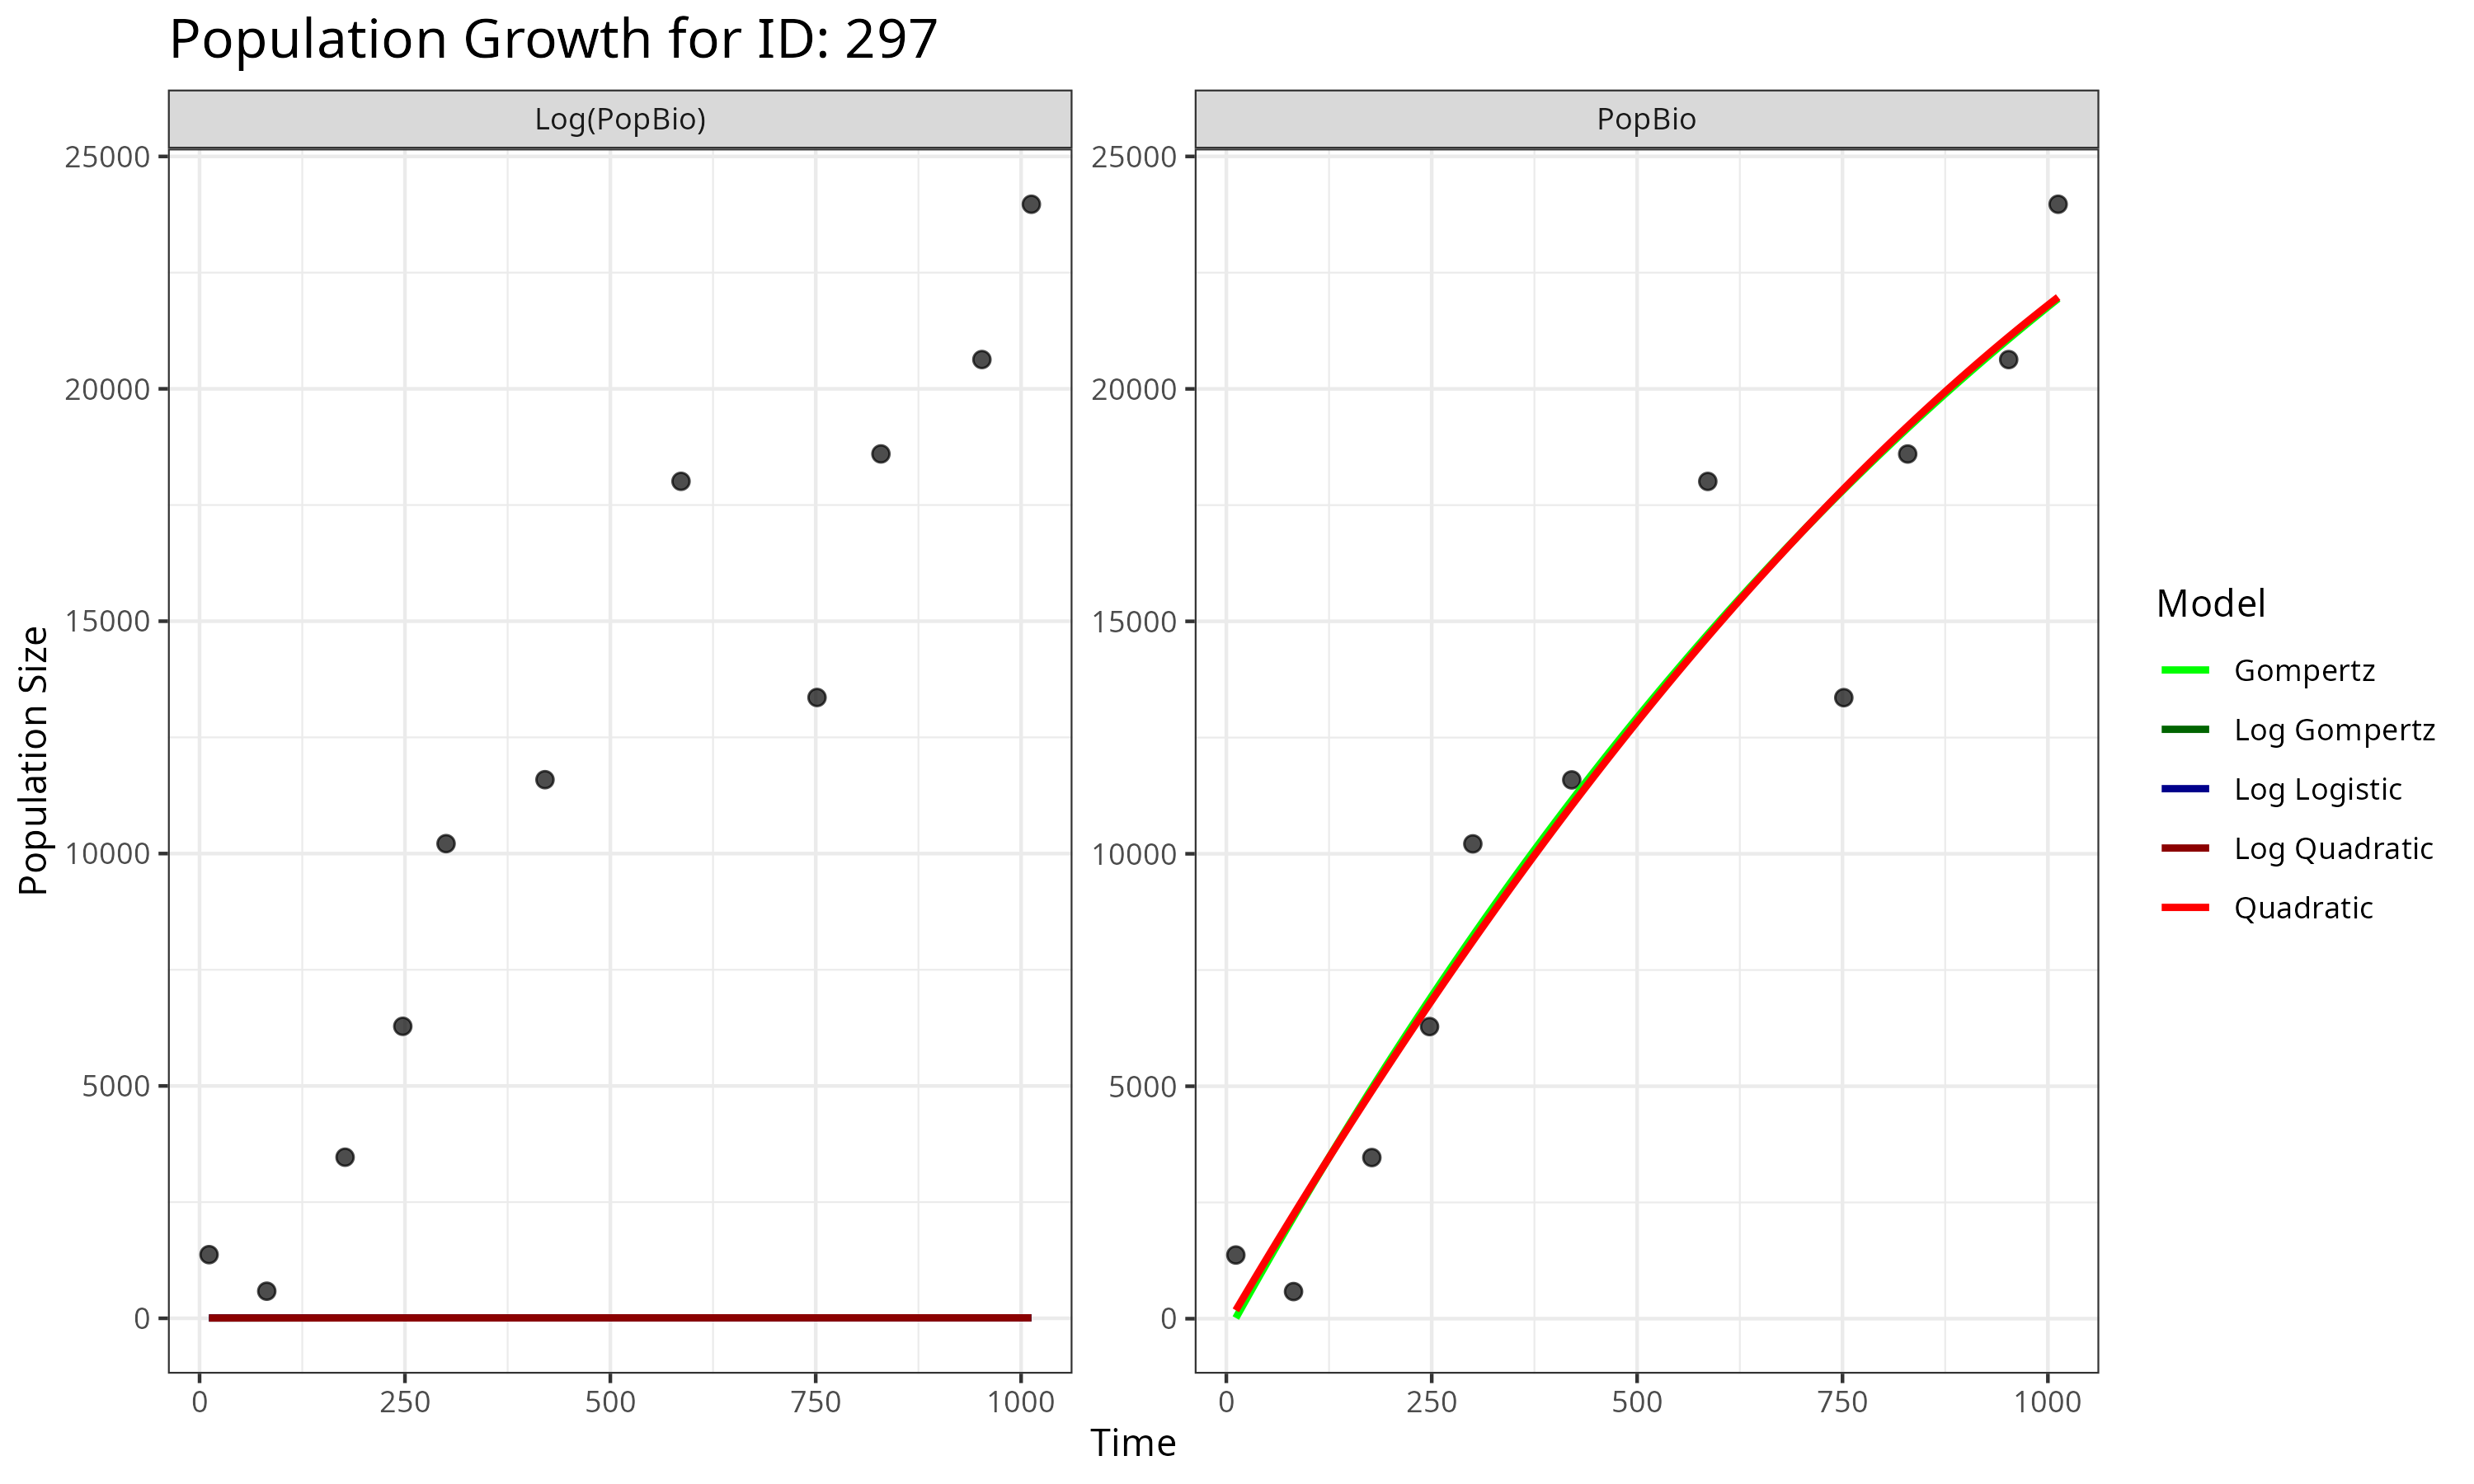 Population Growth for ID: 297
Log(PopBio)
PopBio
25000
20000
15000
10000
5000
0
25000
20000
15000
10000
5000
0
0 250 500 750 1000
0 250 500 750 1000
Population Size
Time
Model
Gompertz
Log Gompertz
Log Logistic
Log Quadratic
Quadratic